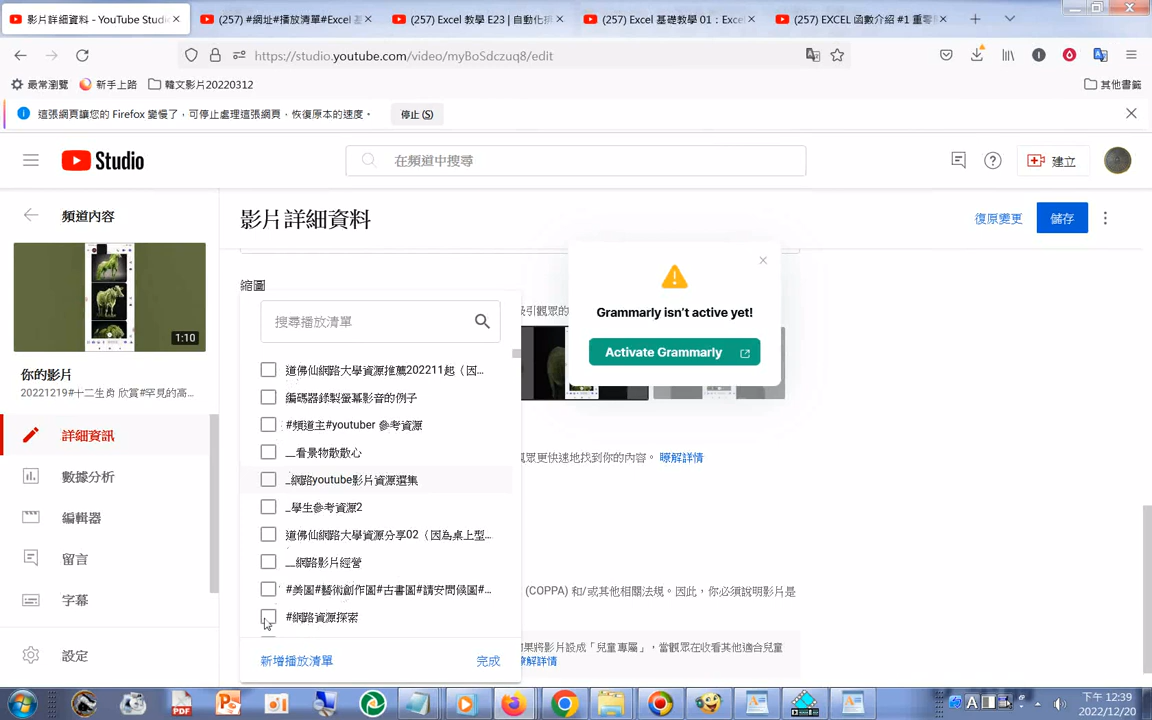 影片詳細資料 - YouTube Studi
(257) #網址#播放清單#Excel 基
(257) Excel 教學 E23 | 自動化排
(257) Excel 基礎教學 01：Exc
(257) EXCEL 函數介紹 #1 重零
https://studio.youtube.com/video/myBoSdczuq8/edit
最常瀏覽
新手上路
韓文影片20220312
其他書籤
這張網頁讓您的 Firefox 變慢了，可停止處理這張網頁，恢復原本的速度。
停止 (S)
Studio
在頻道中搜尋
建立
頻道內容
影片詳細資料
復原變更
儲存
縮圖
搜尋播放清單
吸引觀眾的
Grammarly isn't active yet!
Activate Grammarly
1:10
你的影片
20221219#十二生肖 欣賞#罕見的高...
道佛仙網路大學資源推薦202211起（因...
編碼器錄製螢幕影音的例子
#頻道主#youtuber 參考資源
__看景物散散心
_網路youtube影片資源選集
_學生參考資源2
道佛仙網路大學資源分享02（因為桌上型...
__網路影片經營
#美圖#藝術創作圖#古書圖#請安問候圖#...
#網路資源探索
詳細資訊
數據分析
編輯器
留言
字幕
設定
觀眾更快速地找到你的內容。 瞭解詳情
(COPPA) 和/或其他相關法規。因此，你必須說明影片是
如果將影片設成「兒童專屬」，當觀眾在收看其他適合兒童
瞭解詳情
新增播放清單
完成
PDF
A
下午 12:39
2022/12/20